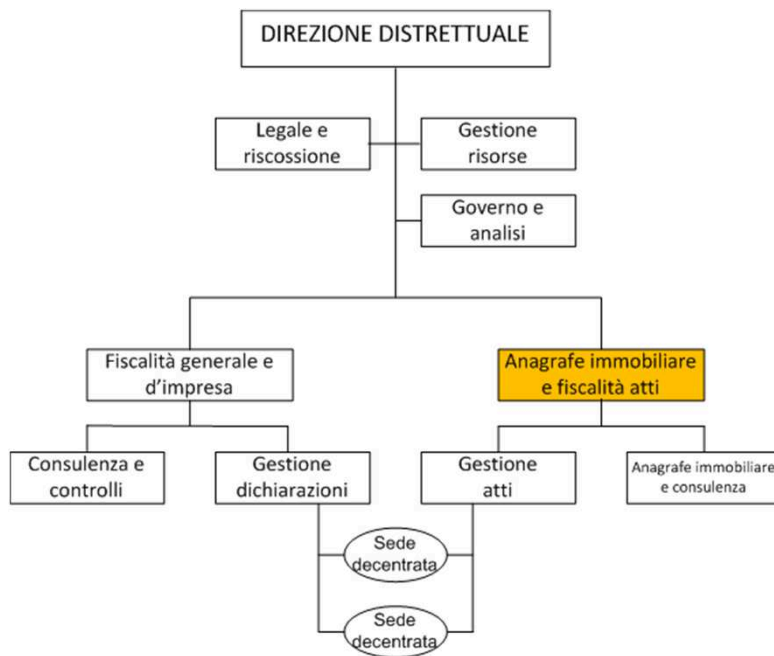 DIREZIONE DISTRETTUALE
Legale e
riscossione
Gestione
risorse
Governo e
analisi
Fiscalità generale e
d'impresa
Anagrafe immobiliare
e fiscalità atti
Consulenza e
controlli
Gestione
dichiarazioni
Gestione
atti
Anagrafe immobiliare
e consulenza
Sede
decentrata
Sede
decentrata